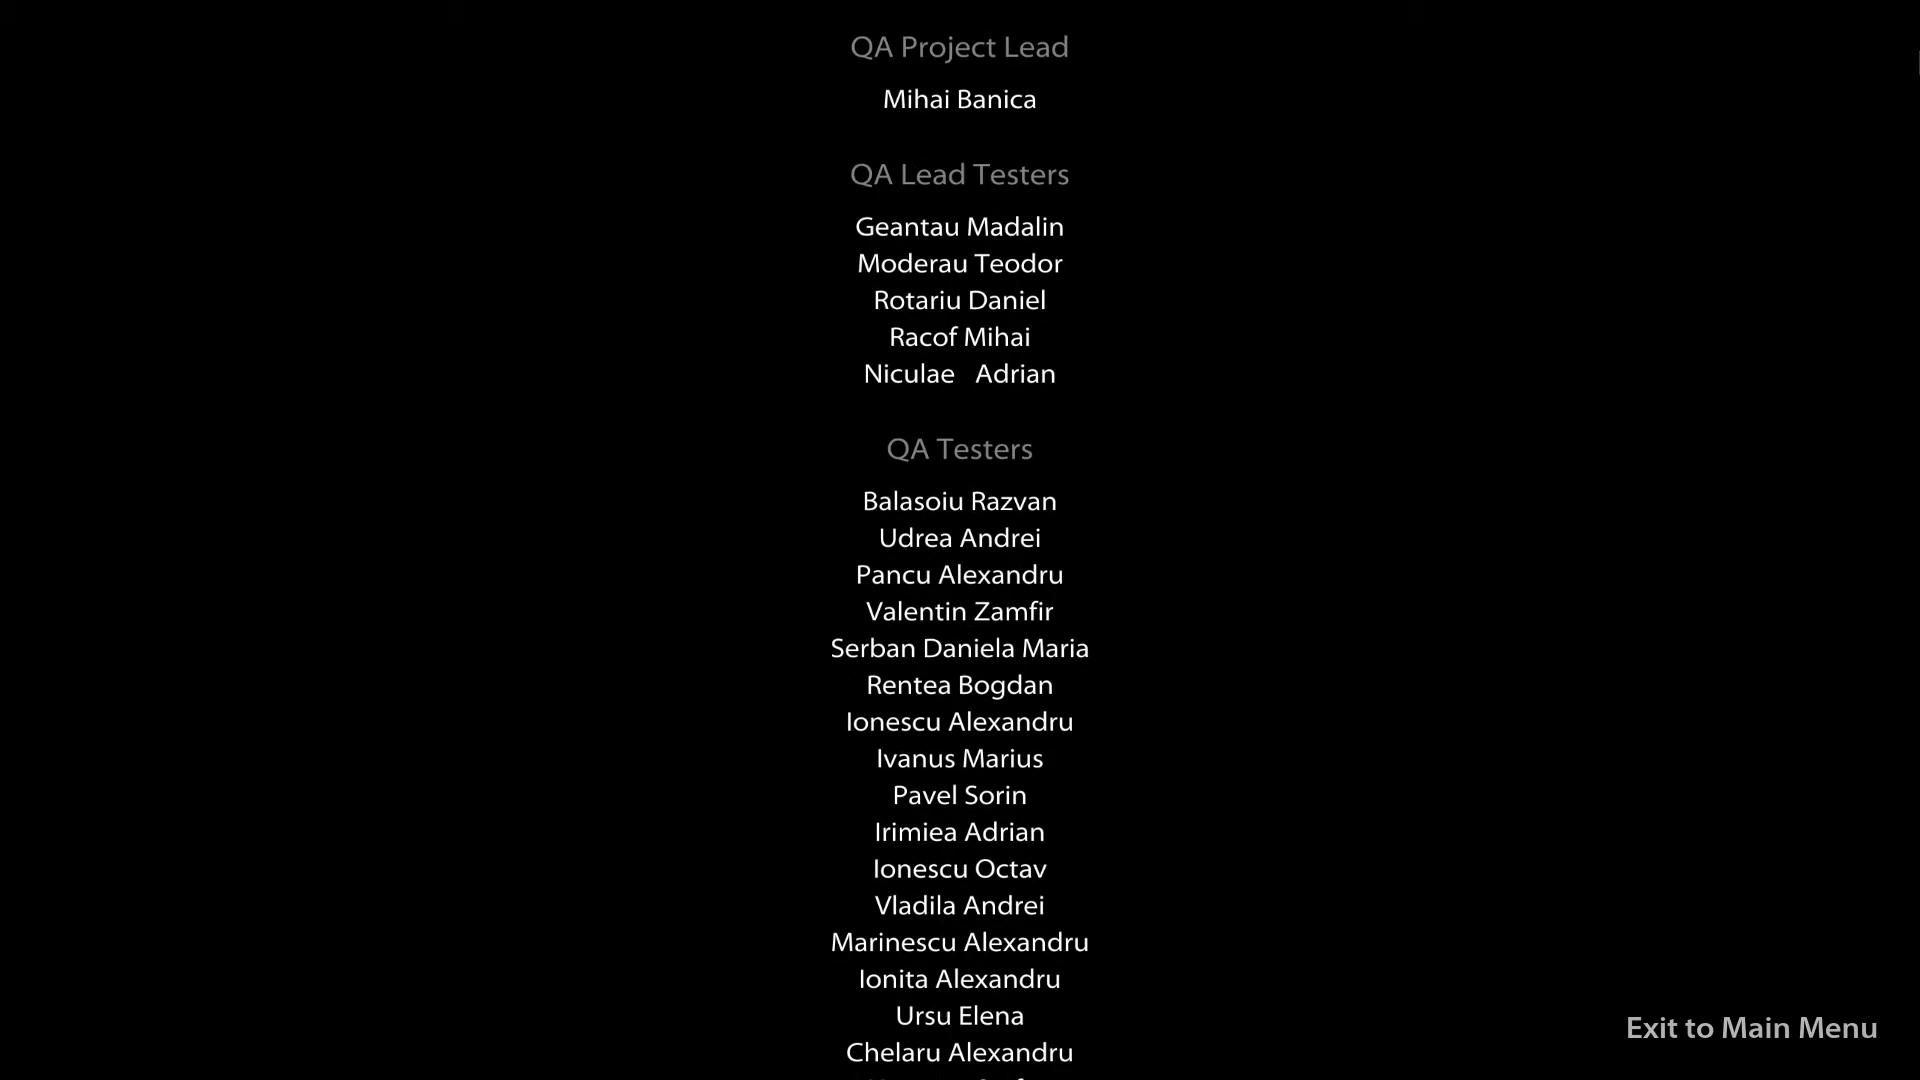 QA Project Lead
Mihai Banica
QA Lead Testers
Geantau Madalin
Moderau Teodor
Rotariu Daniel
Racof Mihai
Niculae   Adrian
QA Testers
Balasoiu Razvan
Udrea Andrei
Pancu Alexandru
Valentin Zamfir
Serban Daniela Maria
Rentea Bogdan
Ionescu Alexandru
Ivanus Marius
Pavel Sorin
Irimiea Adrian
Ionescu Octav
Vladila Andrei
Marinescu Alexandru
Ionita Alexandru
Ursu Elena
Chelaru Alexandru
Exit to Main Menu